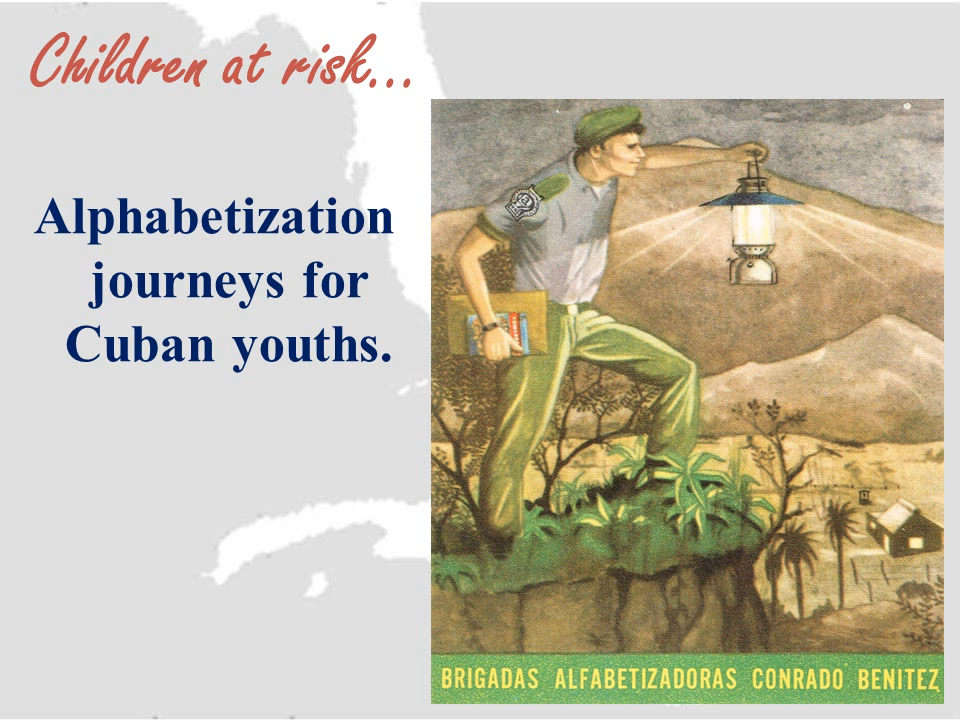 Children at risk...
Alphabetization
journeys for
Cuban youths.
BRIGADAS ALFABETIZADORAS CONRADO BENITEZ